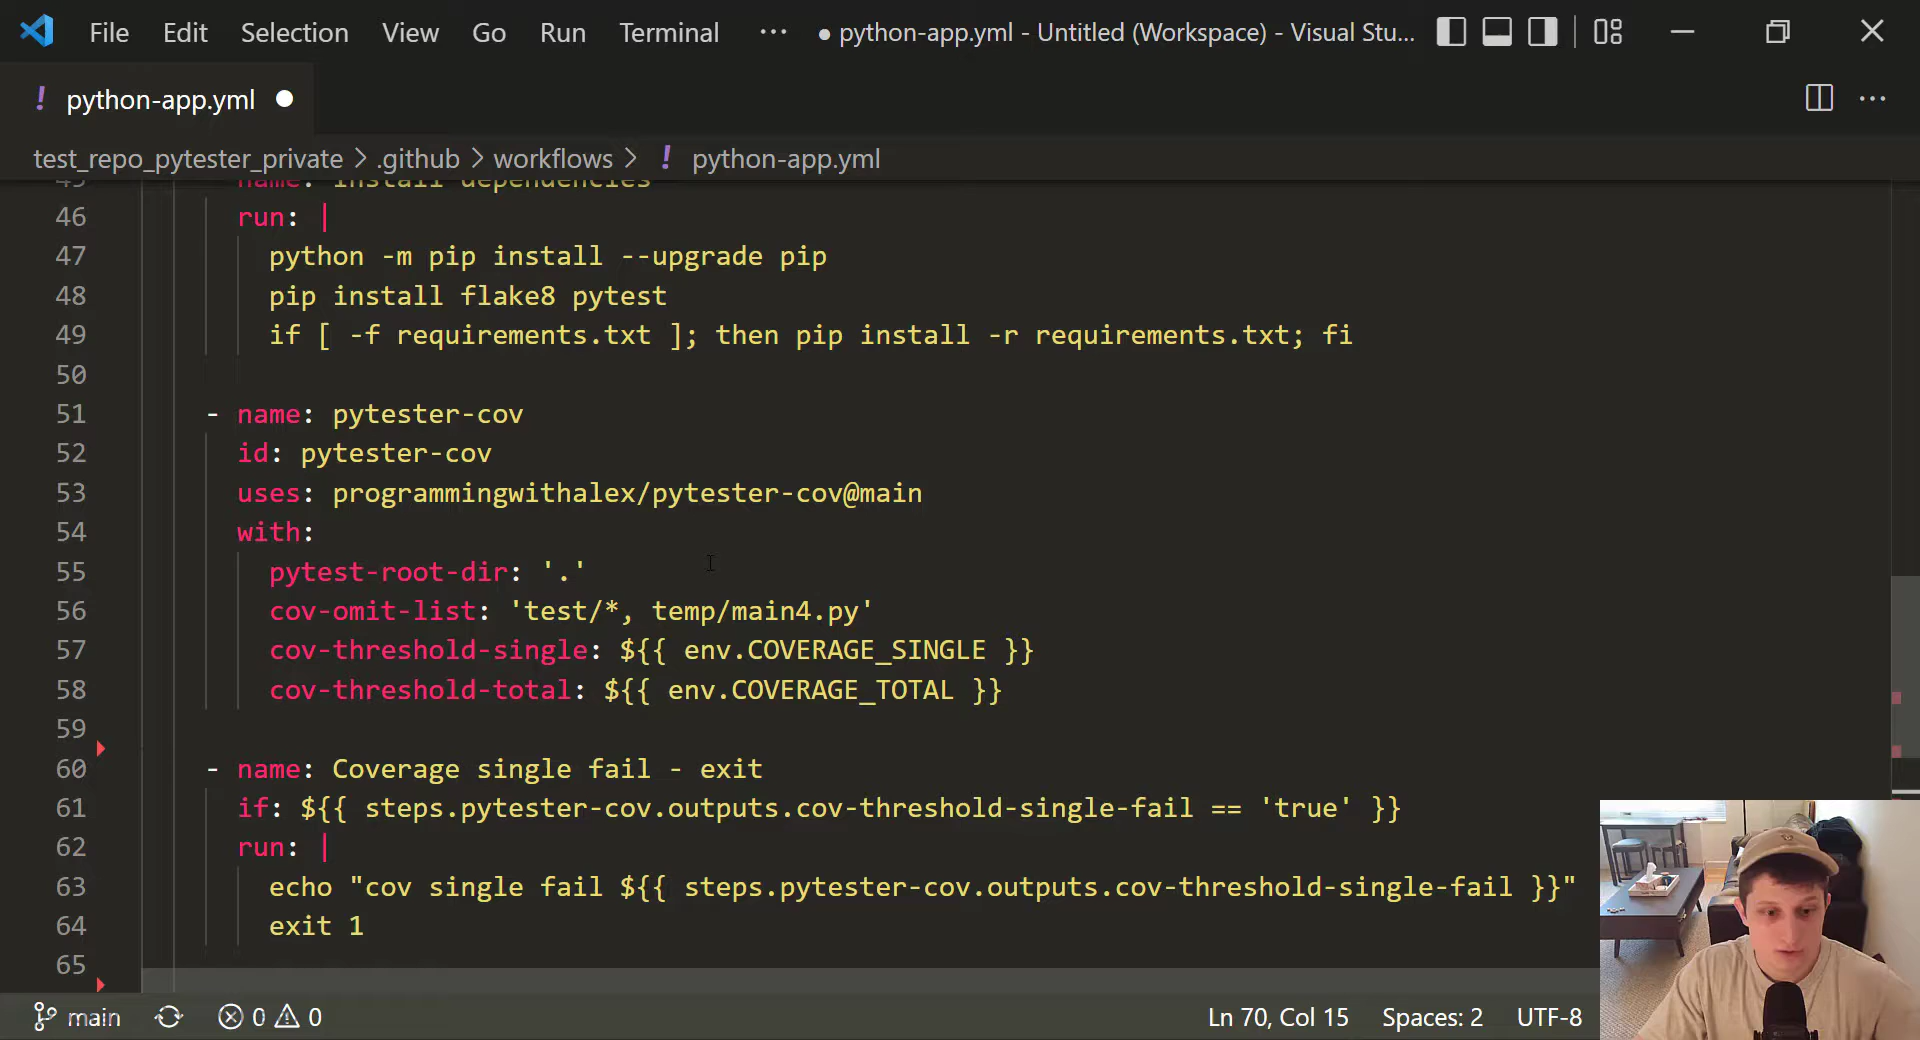 File Edit Selection View Go Run Terminal ··· ● python-app.yml - Untitled (Workspace) - Visual Stu...
! python-app.yml ●
test_repo_pytester_private > .github > workflows > ! python-app.yml
45 name: Install dependencies
46 run: |
47 python -m pip install --upgrade pip
48 pip install flake8 pytest
49 if [ -f requirements.txt ]; then pip install -r requirements.txt; fi
50
51 - name: pytester-cov
52 id: pytester-cov
53 uses: programmingwithalex/pytester-cov@main
54 with:
55 pytest-root-dir: '.'
56 cov-omit-list: 'test/*, temp/main4.py'
57 cov-threshold-single: ${{ env.COVERAGE_SINGLE }}
58 cov-threshold-total: ${{ env.COVERAGE_TOTAL }}
59
60 - name: Coverage single fail - exit
61 if: ${{ steps.pytester-cov.outputs.cov-threshold-single-fail == 'true' }}
62 run: |
63 echo "cov single fail ${{ steps.pytester-cov.outputs.cov-threshold-single-fail }}"
64 exit 1
65
main 0 0 Ln 70, Col 15 Spaces: 2 UTF-8